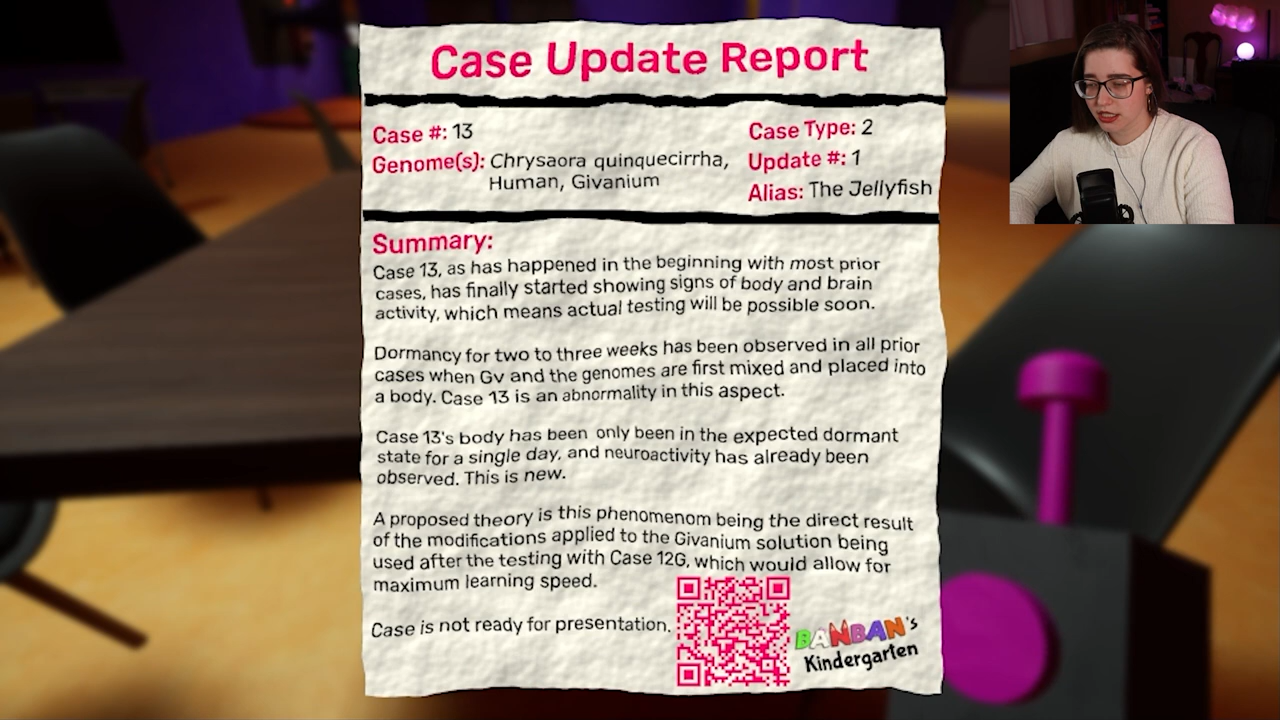 Case Update Report
Case #: 13
Case Type: 2
Genome(s): Chrysaora quinquecirrha,
Human, Givanium
Update #: 1
Alias: The Jellyfish
Summary:
Case 13, as has happened in the beginning with most prior
cases, has finally started showing signs of body and brain
activity, which means actual testing will be possible soon.
Dormancy for two to three weeks has been observed in all prior
cases when Gv and the genomes are first mixed and placed into
a body. Case 13 is an abnormality in this aspect.
Case 13's body has been only been in the expected dormant
state for a single day, and neuroactivity has already been
observed. This is new.
A proposed theory is this phenomenom being the direct result
of the modifications applied to the Givanium solution being
used after the testing with Case 12G, which would allow for
maximum learning speed.
Case is not ready for presentation.
BANBAN's
Kindergarten